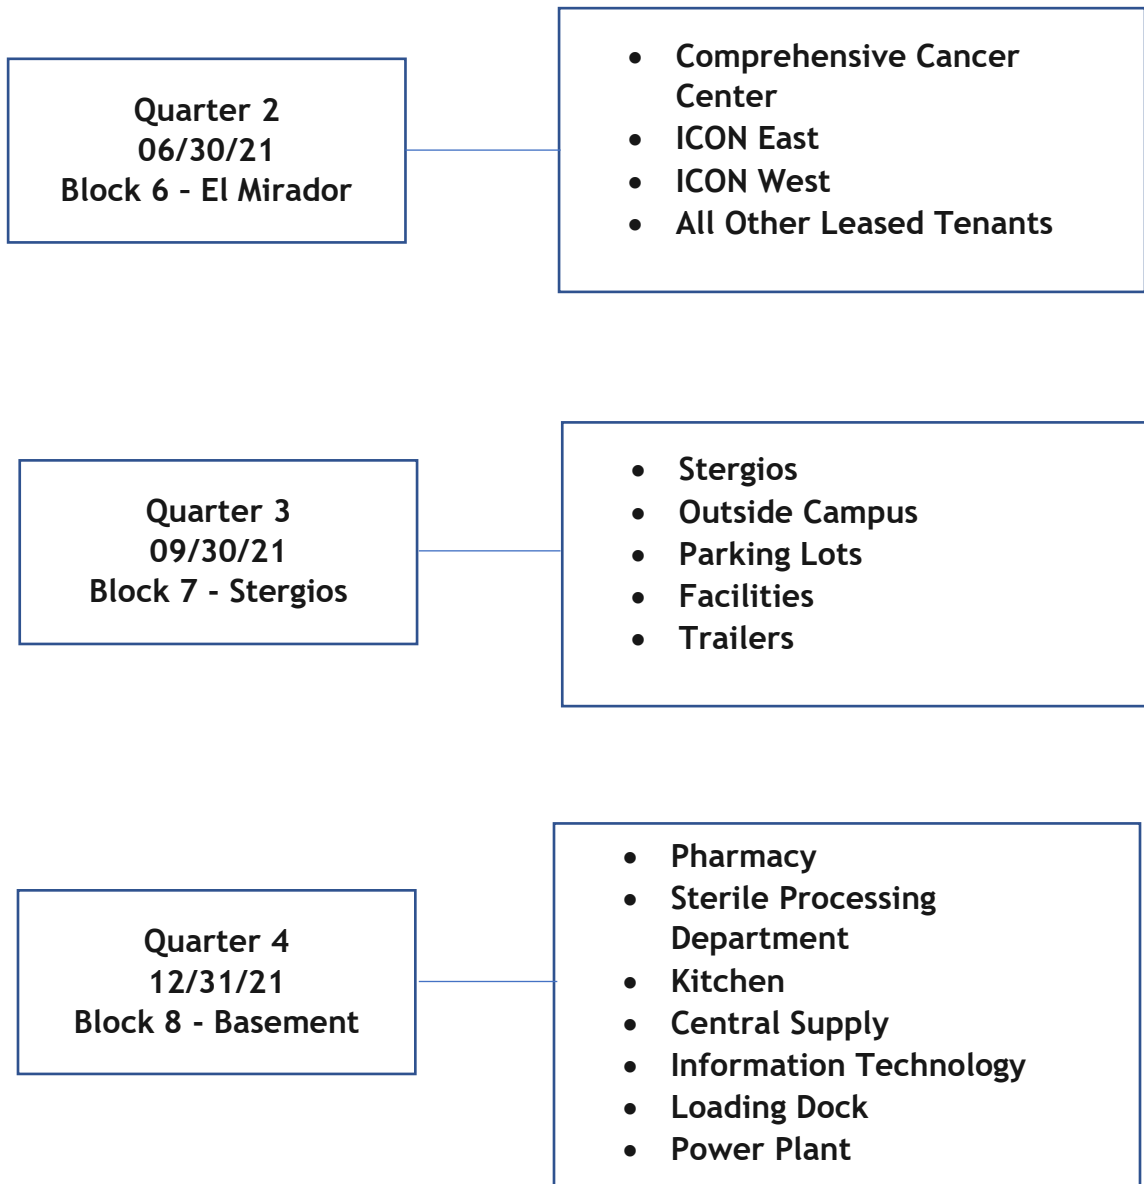 Quarter 2
06/30/21
Block 6 – El Mirador
• Comprehensive Cancer
Center
• ICON East
• ICON West
• All Other Leased Tenants
Quarter 3
09/30/21
Block 7 - Stergios
• Stergios
• Outside Campus
• Parking Lots
• Facilities
• Trailers
Quarter 4
12/31/21
Block 8 - Basement
• Pharmacy
• Sterile Processing
Department
• Kitchen
• Central Supply
• Information Technology
• Loading Dock
• Power Plant